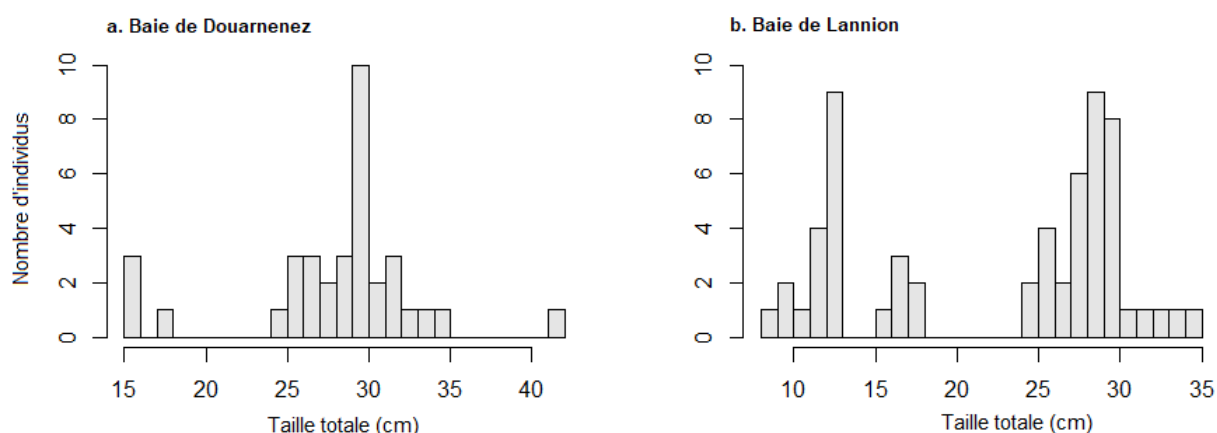 a. Baie de Douarnenez
Nombre d'individus
10
8
6
4
2
0
15 20 25 30 35 40
Taille totale (cm)
b. Baie de Lannion
10
8
6
4
2
0
10 15 20 25 30 35
Taille totale (cm)